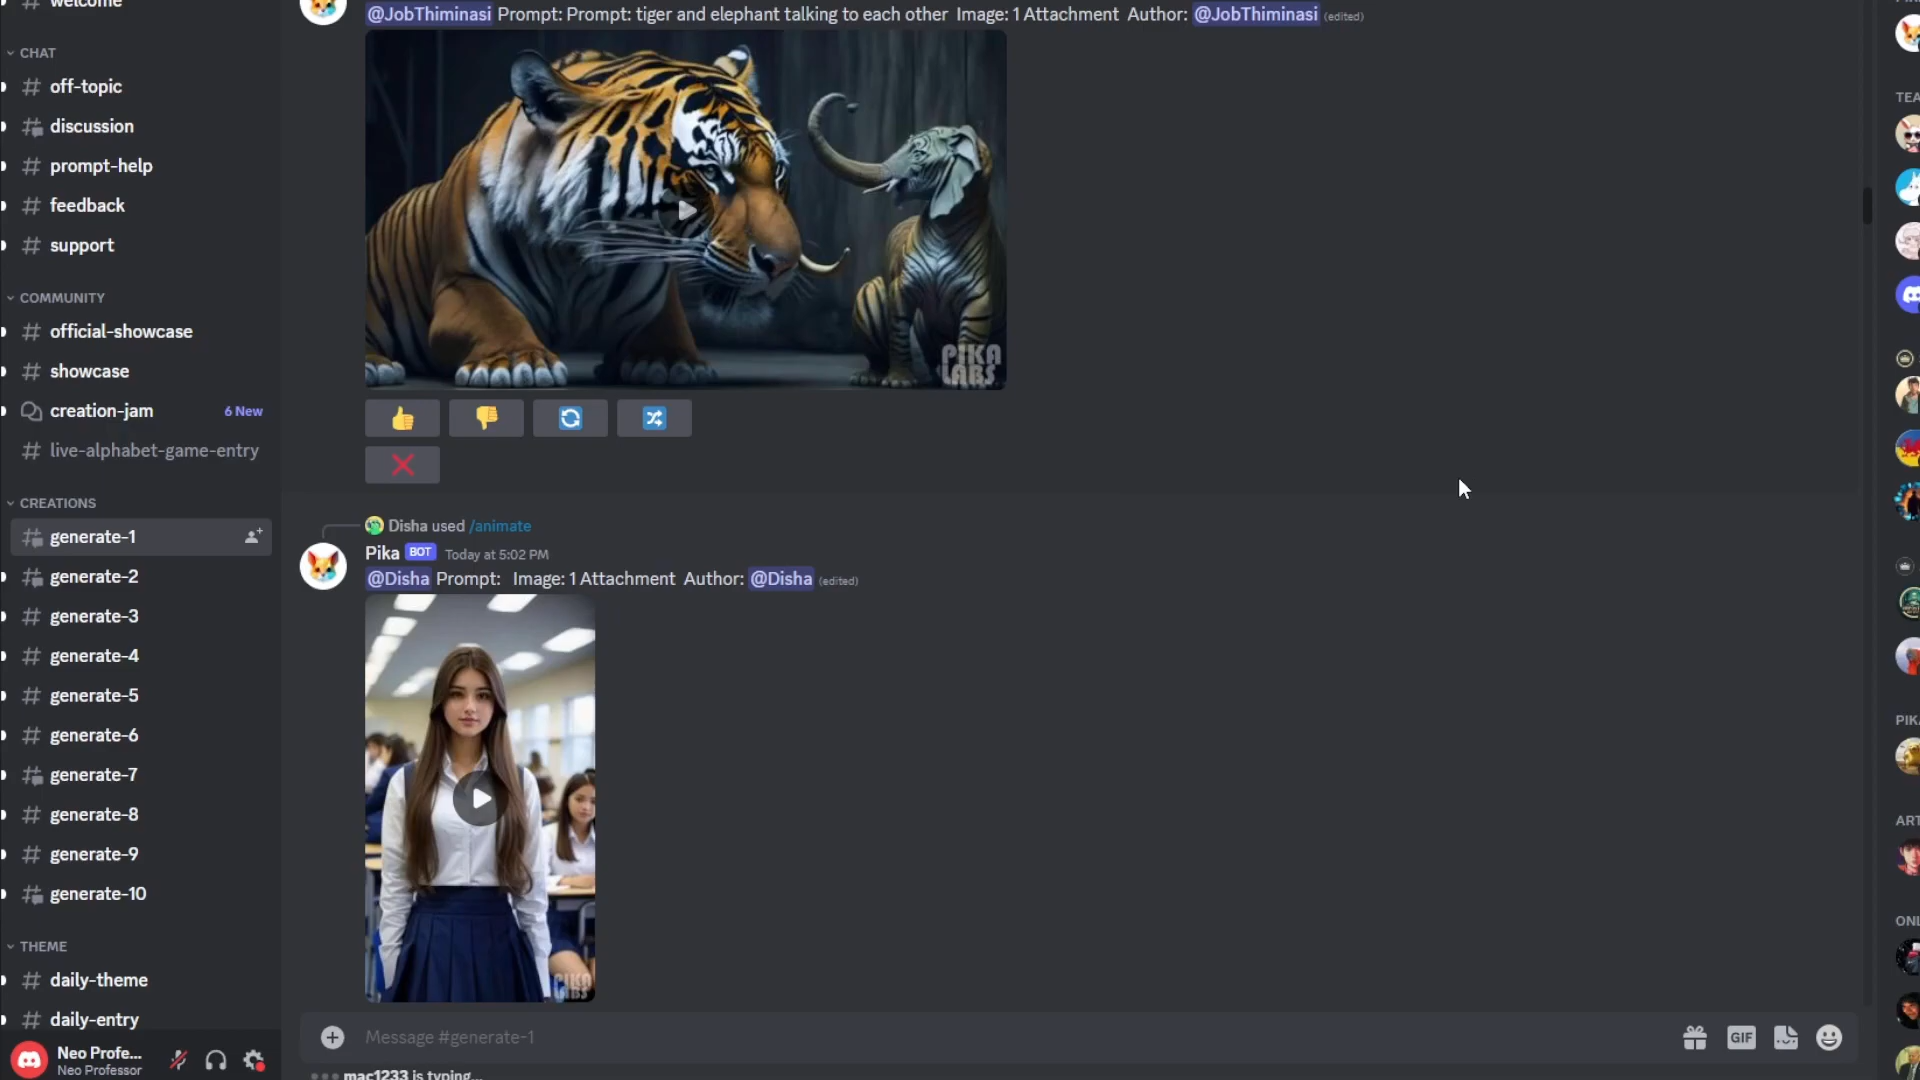 welcome
CHAT
off-topic
discussion
prompt-help
feedback
support
COMMUNITY
official-showcase
showcase
creation-jam 6 New
live-alphabet-game-entry
CREATIONS
generate-1
generate-2
generate-3
generate-4
generate-5
generate-6
generate-7
generate-8
generate-9
generate-10
THEME
daily-theme
daily-entry
Neo Profe...
Neo Professor
@JobThiminasi Prompt: Prompt: tiger and elephant talking to each other Image: 1 Attachment Author: @JobThiminasi (edited)
PIKA
LABS
Disha used /animate
Pika BOT Today at 5:02 PM
@Disha Prompt: Image: 1 Attachment Author: @Disha (edited)
PIKA
LABS
Message #generate-1
GIF
mac1233 is typing...
TEA
PIK
ART
ONL